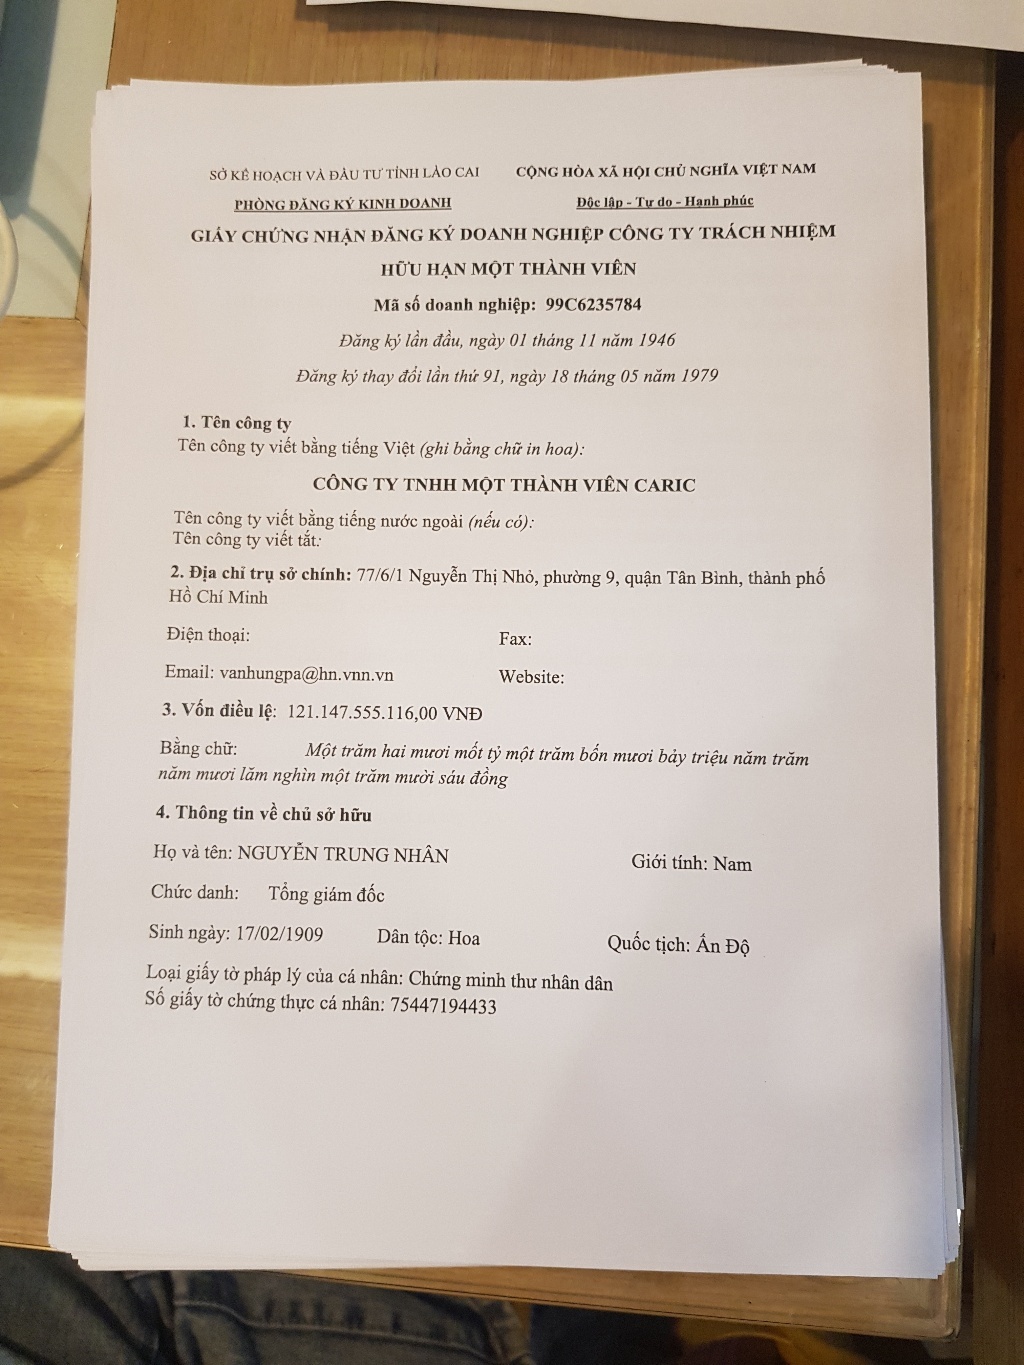 SỞ KẾ HOẠCH VÀ ĐẦU TƯ TỈNH LÀO CAI
CỘNG HÒA XÃ HỘI CHỦ NGHĨA VIỆT NAM
PHÒNG ĐĂNG KÝ KINH DOANH
Độc lập - Tự do - Hạnh phúc
GIẤY CHỨNG NHẬN ĐĂNG KÝ DOANH NGHIỆP CÔNG TY TRÁCH NHIỆM
HỮU HẠN MỘT THÀNH VIÊN
Mã số doanh nghiệp: 99C6235784
Đăng ký lần đầu, ngày 01 tháng 11 năm 1946
Đăng ký thay đổi lần thứ 91, ngày 18 tháng 05 năm 1979
1. Tên công ty
Tên công ty viết bằng tiếng Việt (ghi bằng chữ in hoa):
CÔNG TY TNHH MỘT THÀNH VIÊN CARIC
Tên công ty viết bằng tiếng nước ngoài (nếu có):
Tên công ty viết tắt:
2. Địa chỉ trụ sở chính: 77/6/1 Nguyễn Thị Nhỏ, phường 9, quận Tân Bình, thành phố
Hồ Chí Minh
Điện thoại:
Fax:
Email: vanhungpa@hn.vnn.vn
Website:
3. Vốn điều lệ: 121.147.555.116,00 VNĐ
Bằng chữ: Một trăm hai mươi mốt tỷ một trăm bốn mươi bảy triệu năm trăm
năm mươi lăm nghìn một trăm mười sáu đồng
4. Thông tin về chủ sở hữu
Họ và tên: NGUYỄN TRUNG NHÂN
Giới tính: Nam
Chức danh: Tổng giám đốc
Sinh ngày: 17/02/1909
Dân tộc: Hoa
Quốc tịch: Ấn Độ
Loại giấy tờ pháp lý của cá nhân: Chứng minh thư nhân dân
Số giấy tờ chứng thực cá nhân: 75447194433